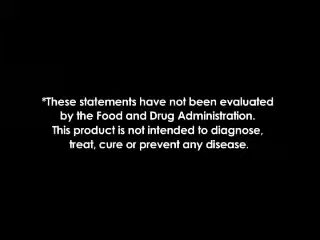 *These statements have not been evaluated
by the Food and Drug Administration.
This product is not intended to diagnose,
treat, cure or prevent any disease.